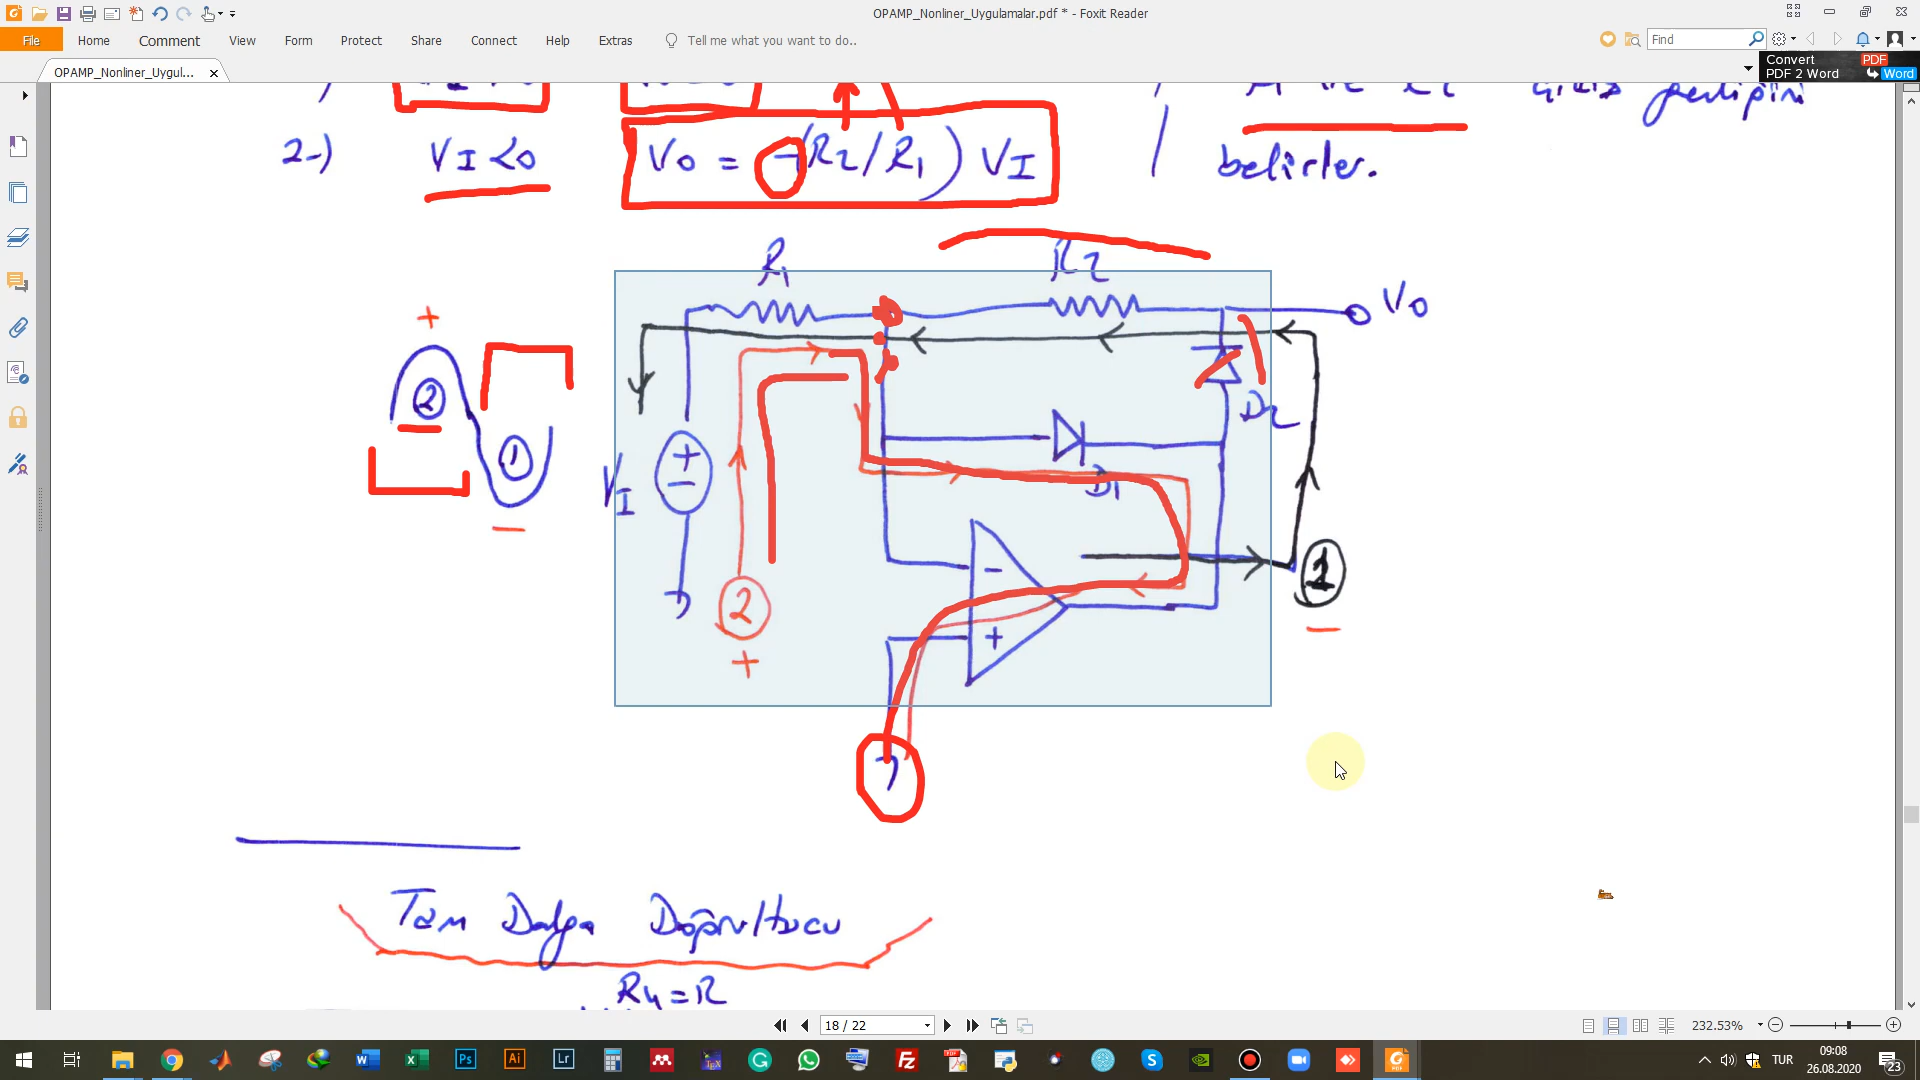 OPAMP_Nonliner_Uygulamalar.pdf * - Foxit Reader
File Home Comment View Form Protect Share Connect Help Extras Tell me what you want to do.. Find
OPAMP_Nonliner_Uygul... x
Convert PDF
PDF 2 Word Word
2-) VI <0 Vo = -(R2/R1) VI belirler.
R1 R2 Vo
+
2
1
−
VI + −
D2
D1
−
+
2
+
1
−
Tam Dalga Doğrultucu
R4 = R
18 / 22 232.53%
TUR 09:08
26.08.2020 23